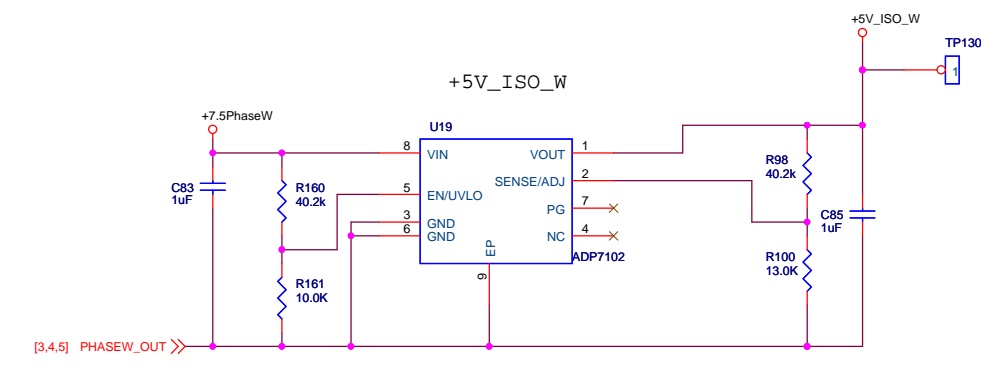 +5V_ISO_W
TP130
1
+5V_ISO_W
+7.5PhaseW
U19
8
VIN
VOUT
1
R98
40.2k
C83
1uF
R160
40.2k
5
EN/UVLO
SENSE/ADJ
2
3
GND
PG
7
C85
1uF
6
GND
NC
4
EP
ADP7102
R100
13.0K
9
R161
10.0K
[3,4,5] PHASEW_OUT